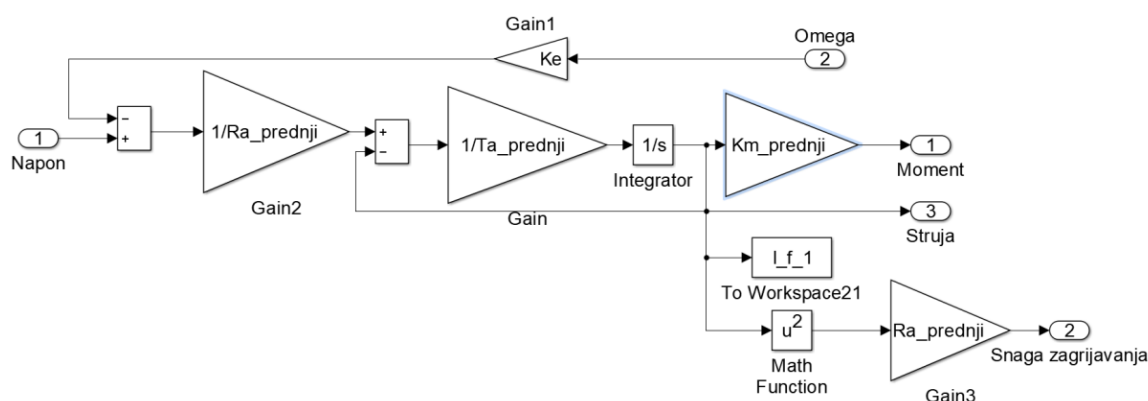 Gain1
Omega
Ke
2
−
+
1
Napon
1/Ra_prednji
Gain2
+
−
1/Ta_prednji
Gain
1/s
Integrator
Km_prednji
1
Moment
3
Struja
I_f_1
To Workspace21
u²
Math
Function
Ra_prednji
Gain3
2
Snaga zagrijavanja